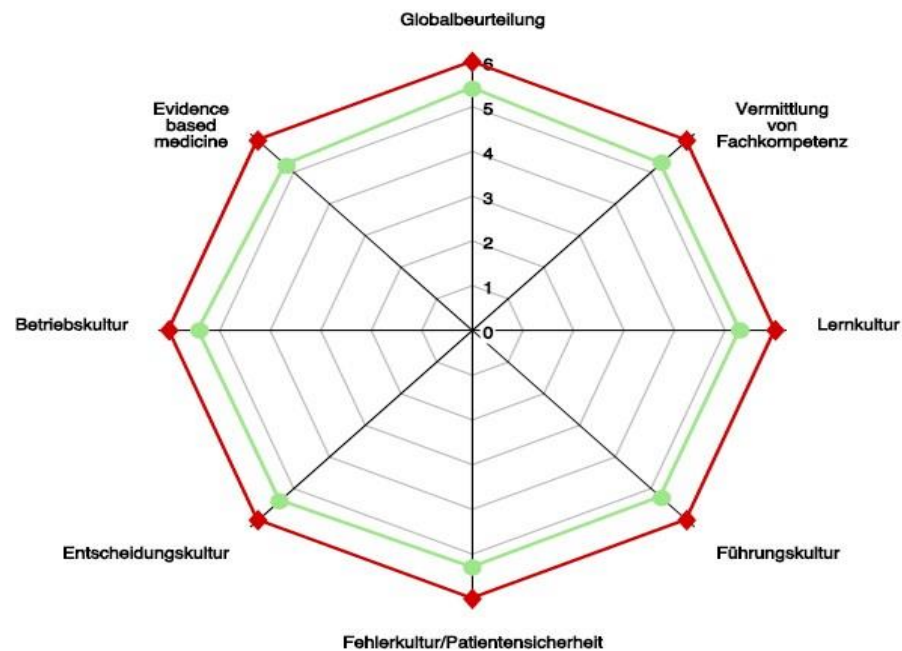 Globalbeurteilung
6
5
4
3
2
1
0
Vermittlung
von
Fachkompetenz
Lernkultur
Führungskultur
Fehlerkultur/Patientensicherheit
Entscheidungskultur
Betriebskultur
Evidence
based
medicine